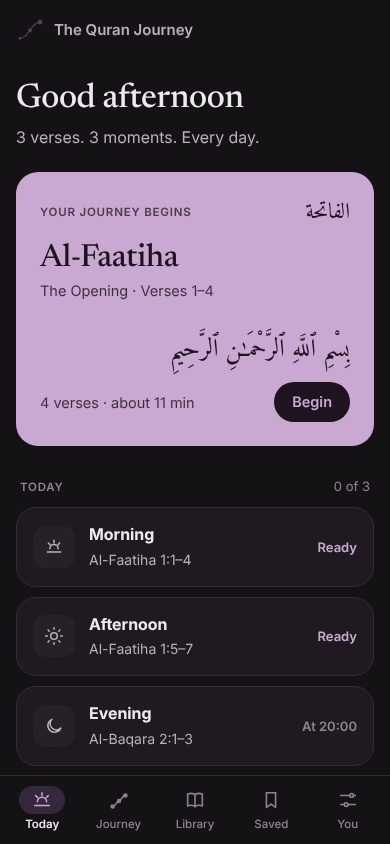 The Quran Journey
Good afternoon
3 verses. 3 moments. Every day.
YOUR JOURNEY BEGINS
الفاتحة
Al-Faatiha
The Opening · Verses 1–4
بِسْمِ ٱللَّهِ ٱلرَّحْمَـٰنِ ٱلرَّحِيمِ
4 verses · about 11 min
Begin
TODAY
0 of 3
Morning
Al-Faatiha 1:1–4
Ready
Afternoon
Al-Faatiha 1:5–7
Ready
Evening
Al-Baqara 2:1–3
At 20:00
Today
Journey
Library
Saved
You